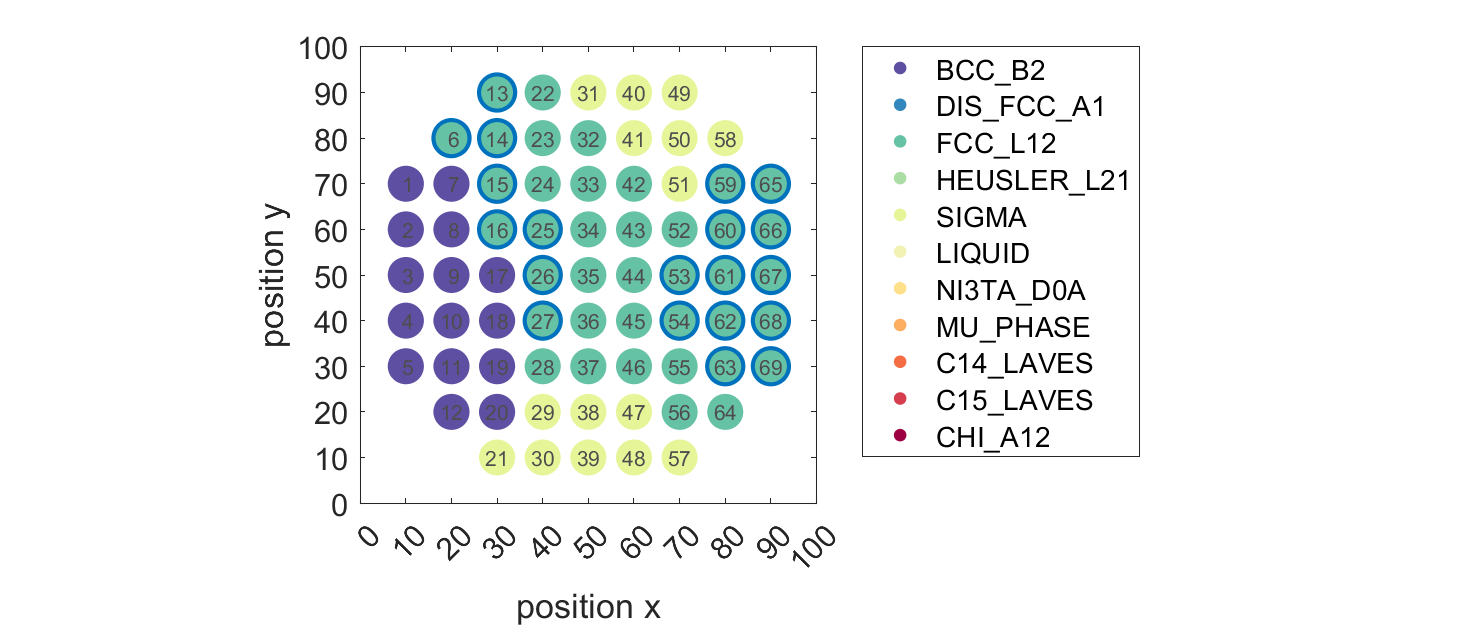 100
90
80
70
60
50
40
30
20
10
0
position y
13 22 31 40 49
6 14 23 32 41 50 58
1 7 15 24 33 42 51 59 65
2 8 16 25 34 43 52 60 66
3 9 17 26 35 44 53 61 67
4 10 18 27 36 45 54 62 68
5 11 19 28 37 46 55 63 69
12 20 29 38 47 56 64
21 30 39 48 57
0 10 20 30 40 50 60 70 80 90 100
position x
BCC_B2
DIS_FCC_A1
FCC_L12
HEUSLER_L21
SIGMA
LIQUID
NI3TA_D0A
MU_PHASE
C14_LAVES
C15_LAVES
CHI_A12